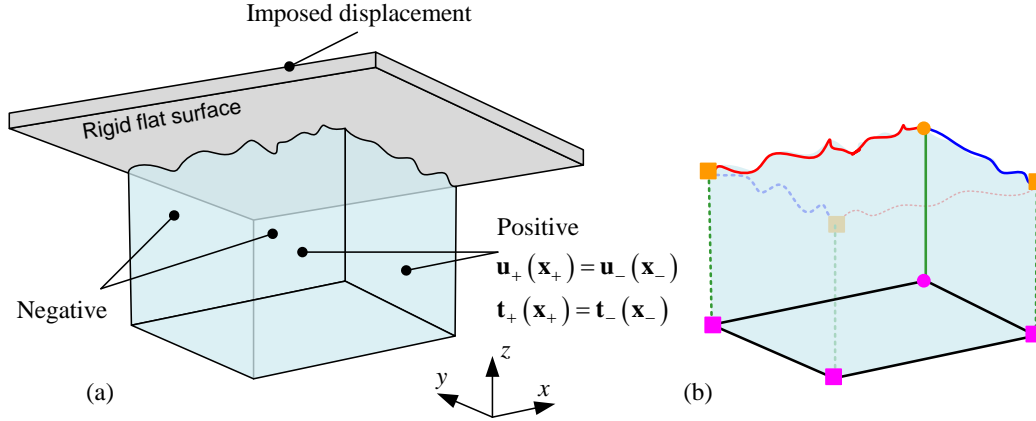 Imposed displacement
Rigid flat surface
Positive
u₊(x₊) = u₋(x₋)
t₊(x₊) = t₋(x₋)
Negative
z
y
x
(a)
(b)